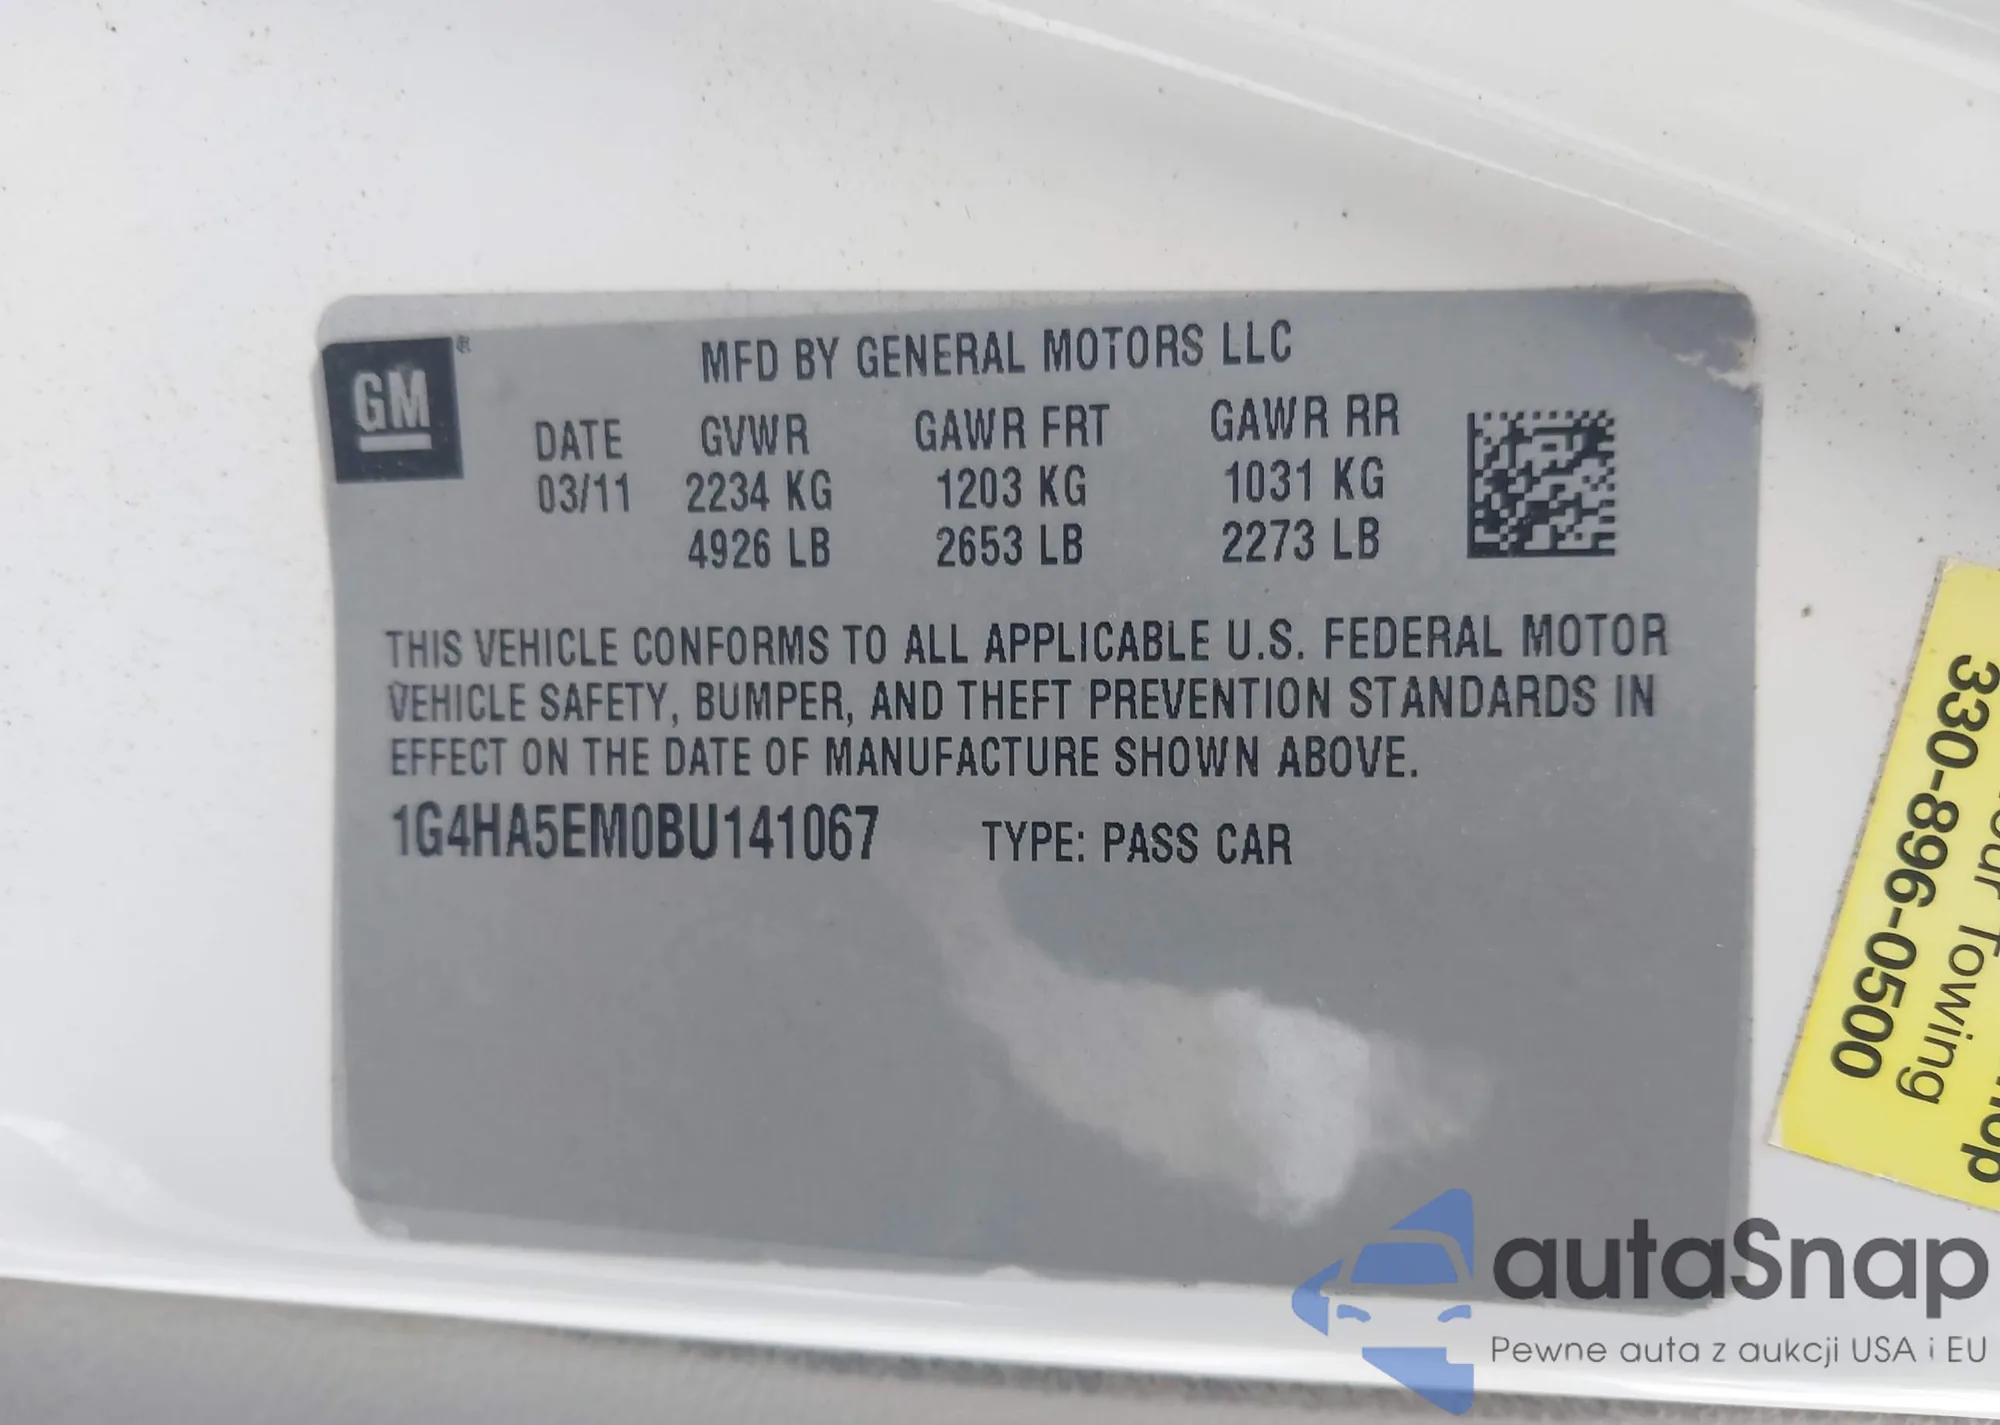 GM
MFD BY GENERAL MOTORS LLC
DATE GVWR GAWR FRT GAWR RR
03/11 2234 KG 1203 KG 1031 KG
4926 LB 2653 LB 2273 LB
THIS VEHICLE CONFORMS TO ALL APPLICABLE U.S. FEDERAL MOTOR
VEHICLE SAFETY, BUMPER, AND THEFT PREVENTION STANDARDS IN
EFFECT ON THE DATE OF MANUFACTURE SHOWN ABOVE.
1G4HA5EM0BU141067 TYPE: PASS CAR
Towing
330-896-0500
autaSnap
Pewne auta z aukcji USA i EU